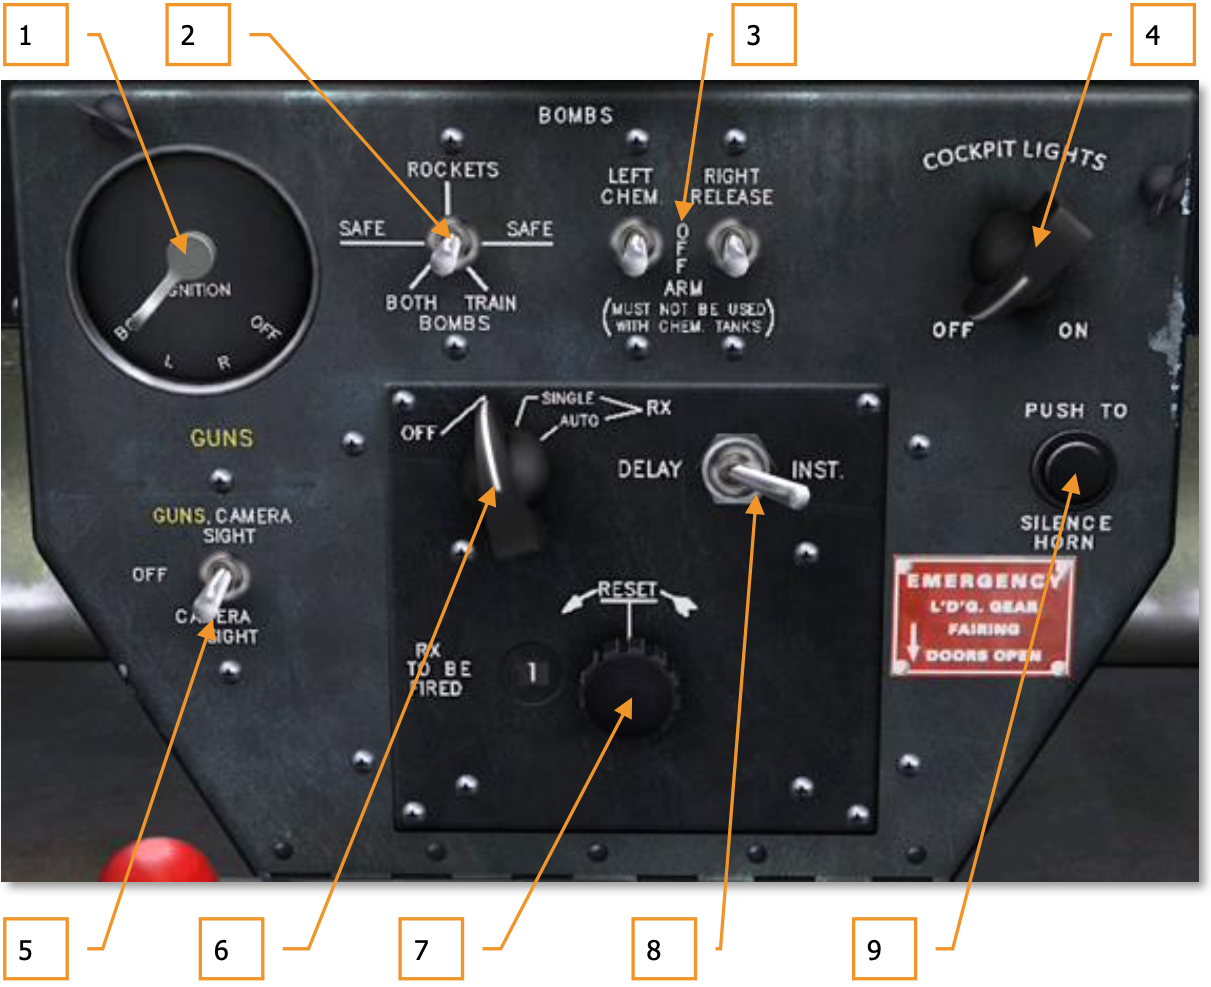 1
2
3
4
BOMBS
ROCKETS
SAFE
SAFE
BOTH TRAIN
BOMBS
LEFT
CHEM.
RIGHT
RELEASE
OFF
ARM
(MUST NOT BE USED
WITH CHEM. TANKS)
COCKPIT LIGHTS
OFF
ON
IGNITION
B
L
R
OFF
GUNS
GUNS, CAMERA
SIGHT
OFF
CAMERA
SIGHT
OFF
SINGLE
AUTO
RX
DELAY
INST.
RESET
RX
TO BE
FIRED
1
PUSH TO
SILENCE
HORN
EMERGENCY
L'D'G. GEAR
FAIRING
DOORS OPEN
5
6
7
8
9